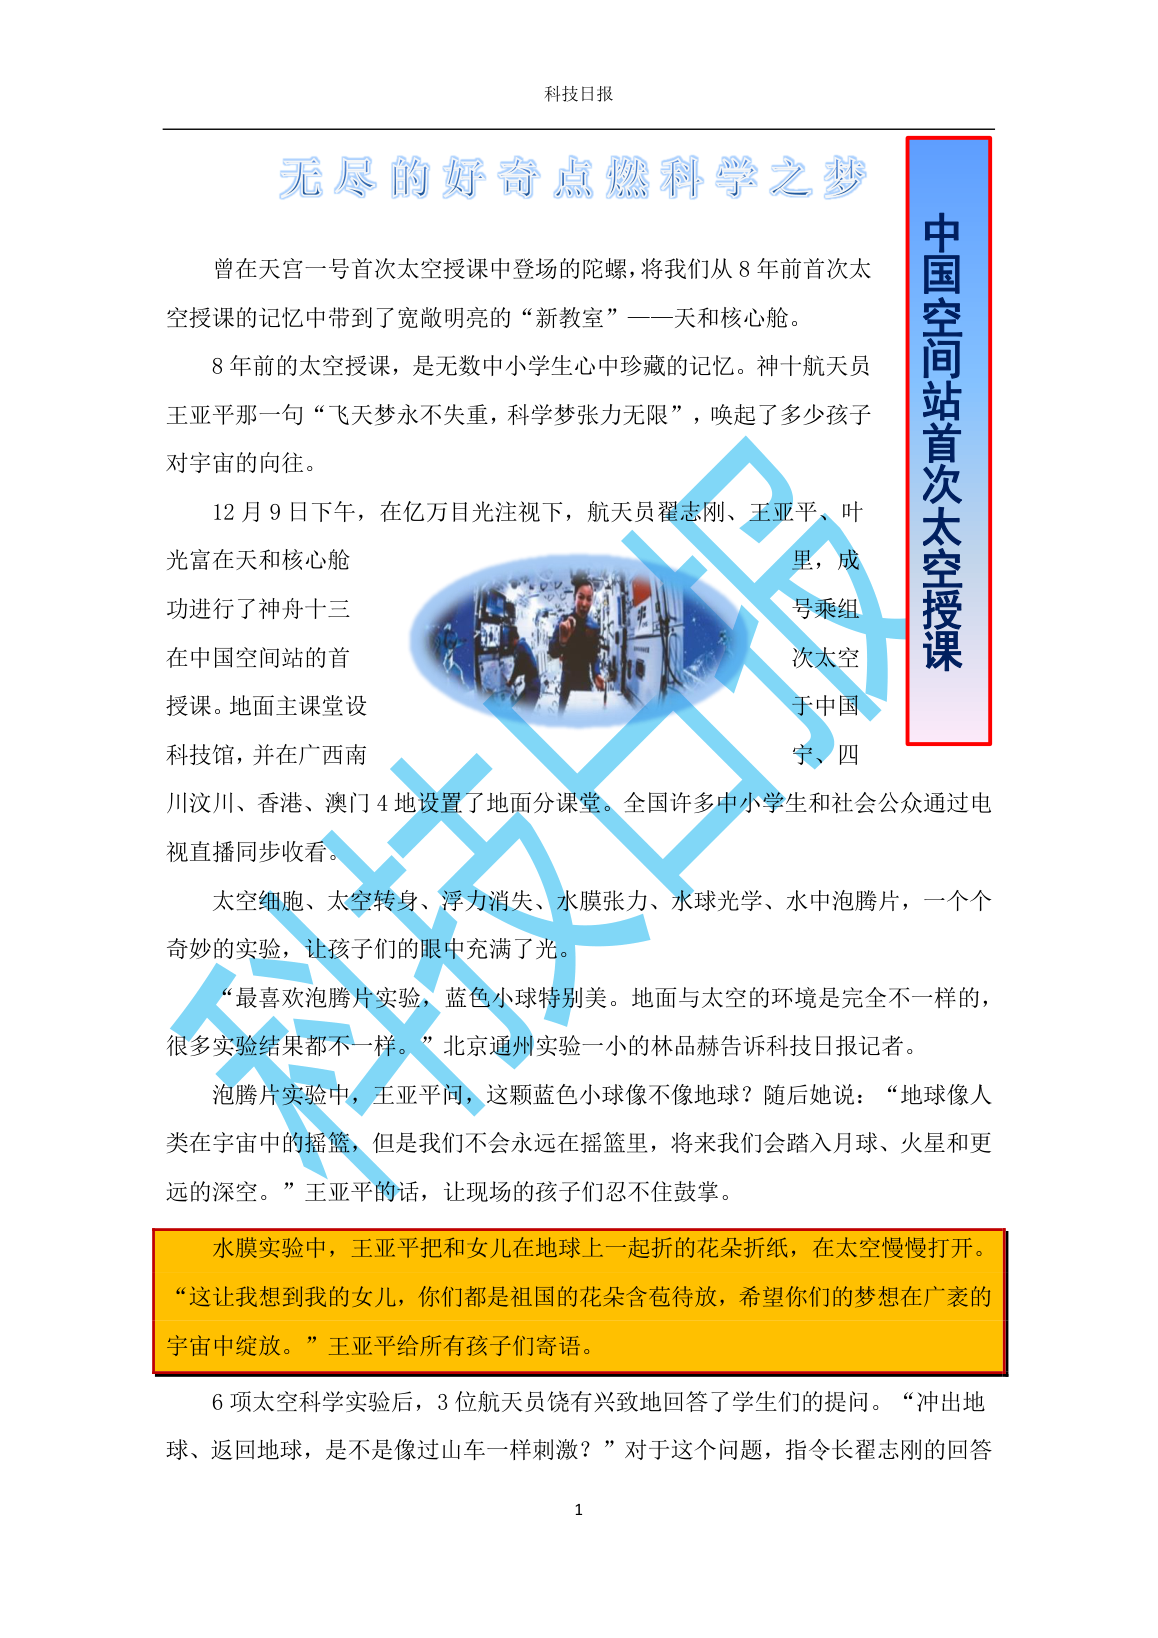 科技日报
无尽的好奇点燃科学之梦
中国空间站首次太空授课
曾在天宫一号首次太空授课中登场的陀螺，将我们从 8 年前首次太
空授课的记忆中带到了宽敞明亮的“新教室”——天和核心舱。
8 年前的太空授课，是无数中小学生心中珍藏的记忆。神十航天员
王亚平那一句“飞天梦永不失重，科学梦张力无限”，唤起了多少孩子
对宇宙的向往。
12 月 9 日下午，在亿万目光注视下，航天员翟志刚、王亚平、叶
光富在天和核心舱里，成
功进行了神舟十三号乘组
在中国空间站的首次太空
授课。地面主课堂设于中国
科技馆，并在广西南宁、四
川汶川、香港、澳门 4 地设置了地面分课堂。全国许多中小学生和社会公众通过电
视直播同步收看。
太空细胞、太空转身、浮力消失、水膜张力、水球光学、水中泡腾片，一个个
奇妙的实验，让孩子们的眼中充满了光。
“最喜欢泡腾片实验，蓝色小球特别美。地面与太空的环境是完全不一样的，
很多实验结果都不一样。”北京通州实验一小的林品赫告诉科技日报记者。
泡腾片实验中，王亚平问，这颗蓝色小球像不像地球？随后她说：“地球像人
类在宇宙中的摇篮，但是我们不会永远在摇篮里，将来我们会踏入月球、火星和更
远的深空。”王亚平的话，让现场的孩子们忍不住鼓掌。
水膜实验中，王亚平把和女儿在地球上一起折的花朵折纸，在太空慢慢打开。
“这让我想到我的女儿，你们都是祖国的花朵含苞待放，希望你们的梦想在广袤的
宇宙中绽放。”王亚平给所有孩子们寄语。
6 项太空科学实验后，3 位航天员饶有兴致地回答了学生们的提问。“冲出地
球、返回地球，是不是像过山车一样刺激？”对于这个问题，指令长翟志刚的回答
科技日报
1